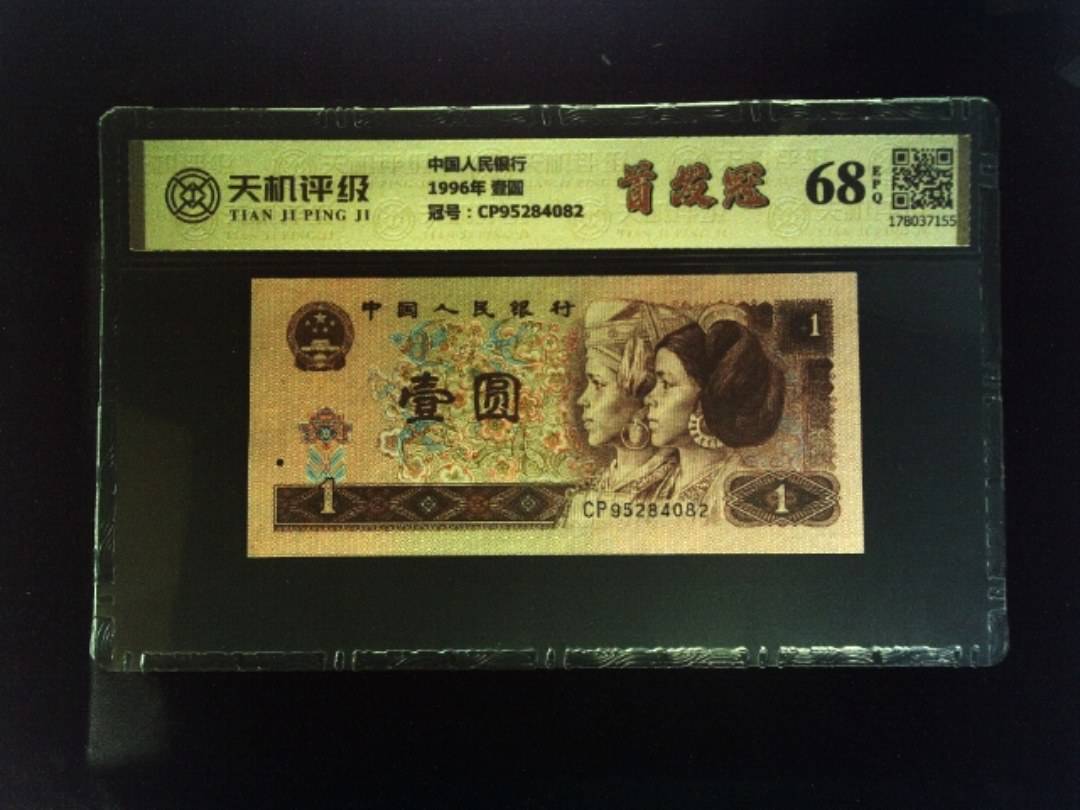 天机评级
TIAN JI PING JI
中国人民银行
1996年 壹圆
冠号：CP95284082
首发冠
68
EPQ
178037155
中国人民银行
1
壹圆
1
CP95284082
1